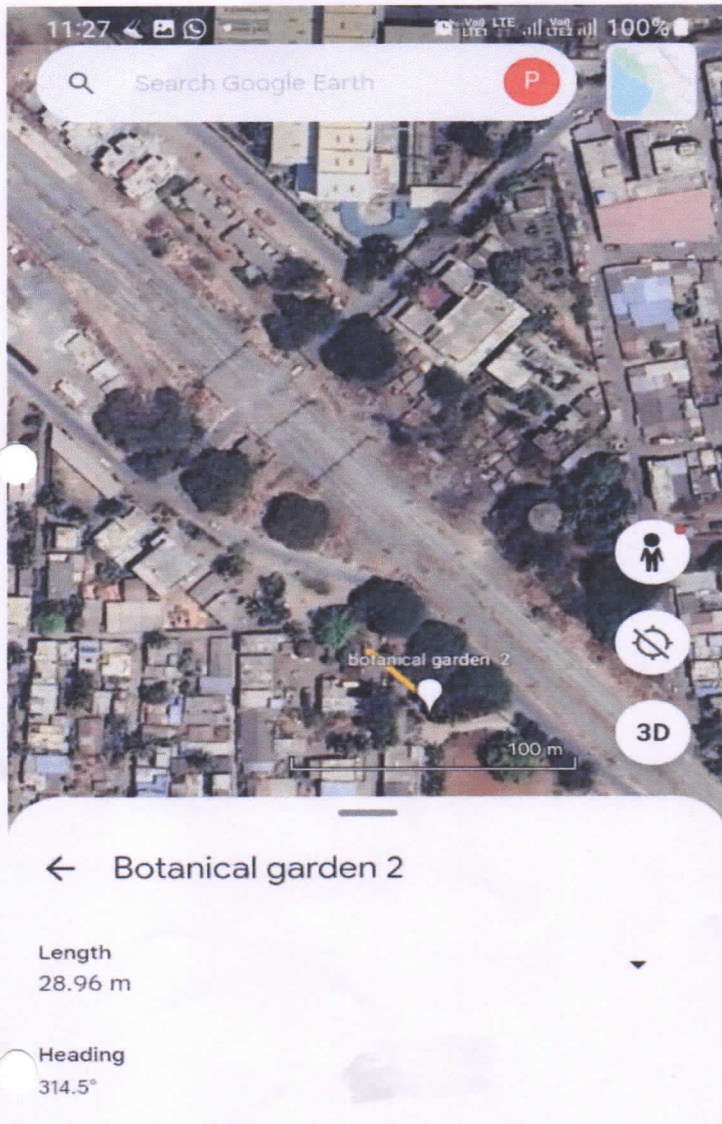 11:27 100%
Search Google Earth
P
botanical garden 2
100 m
3D
Botanical garden 2
Length
28.96 m
Heading
314.5°